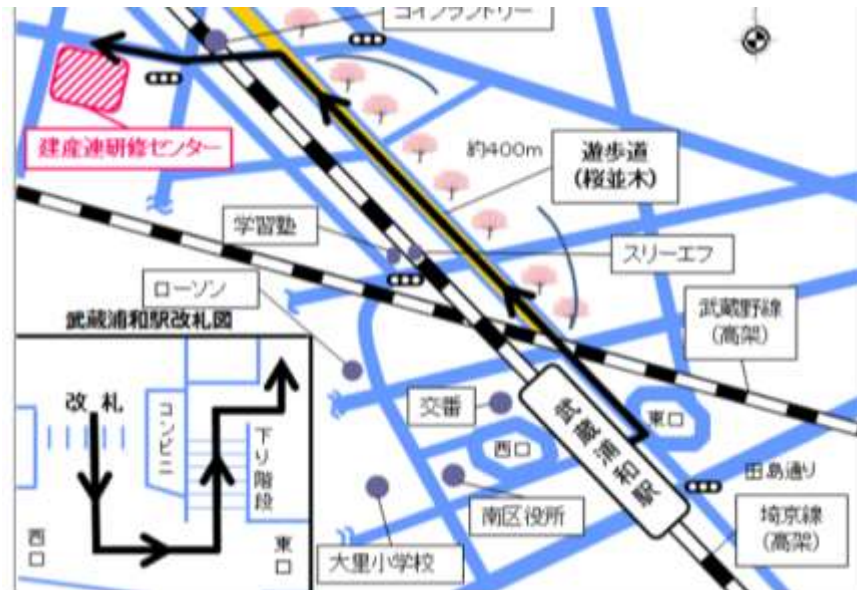 コインランドリー
建産連研修センター
約400m
遊歩道
(桜並木)
学習塾
スリーエフ
ローソン
武蔵野線
(高架)
武蔵浦和駅改札図
改札
コンビニ
下り階段
西口
東口
交番
西口
東口
武蔵浦和駅
田島通り
南区役所
大里小学校
埼京線
(高架)